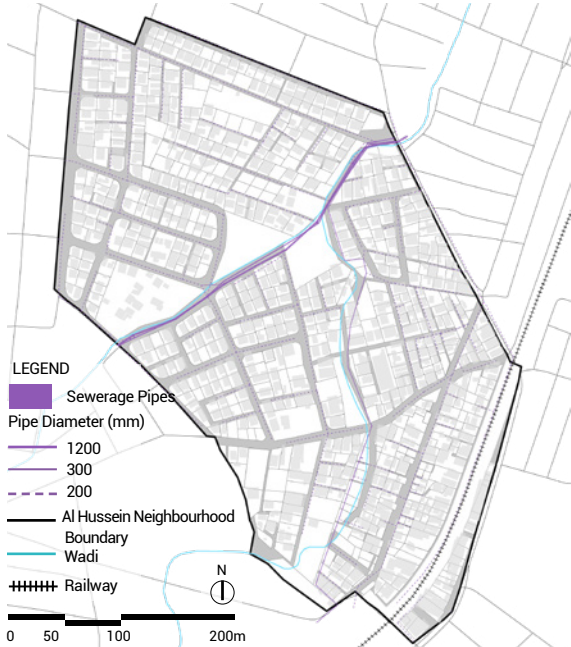 LEGEND
Sewerage Pipes
Pipe Diameter (mm)
1200
300
200
Al Hussein Neighbourhood
Boundary
Wadi
Railway
N
0 50 100 200m